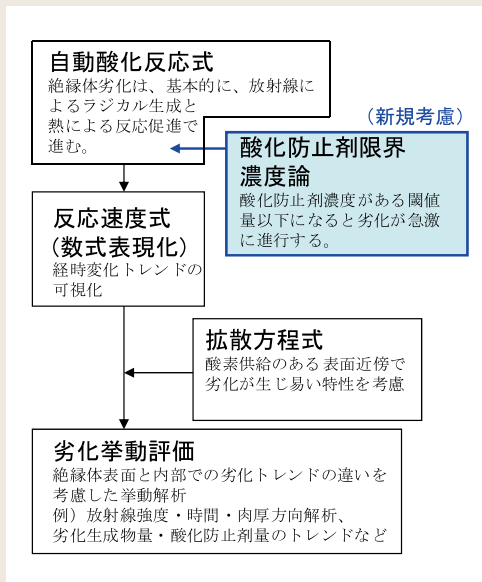 自動酸化反応式
絶縁体劣化は、基本的に、放射線に
よるラジカル生成と
熱による反応促進で
進む。
（新規考慮）
酸化防止剤限界
濃度論
酸化防止剤濃度がある閾値
量以下になると劣化が急激
に進行する。
反応速度式
(数式表現化)
経時変化トレンドの
可視化
拡散方程式
酸素供給のある表面近傍で
劣化が生じ易い特性を考慮
劣化挙動評価
絶縁体表面と内部での劣化トレンドの違いを
考慮した挙動解析
例）放射線強度・時間・肉厚方向解析、
劣化生成物量・酸化防止剤量のトレンドなど